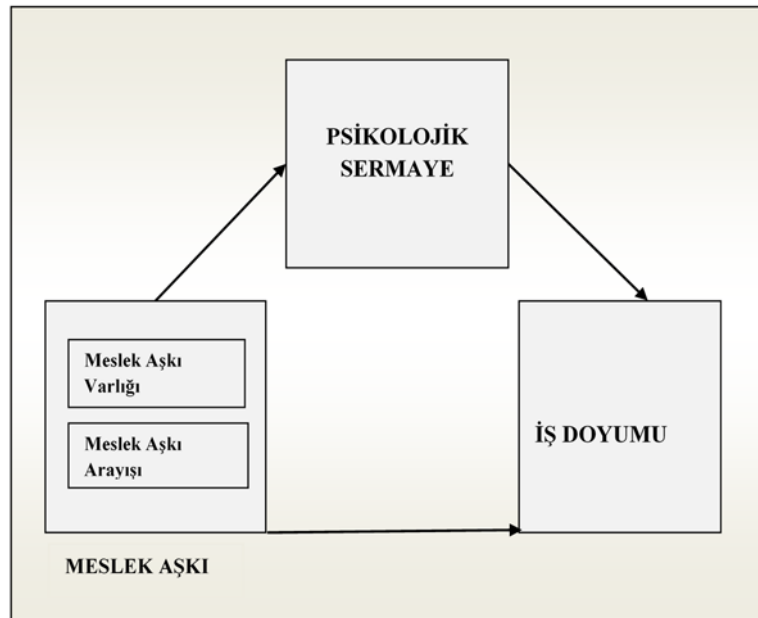 PSİKOLOJİK
SERMAYE
Meslek Aşkı
Varlığı
Meslek Aşkı
Arayışı
İŞ DOYUMU
MESLEK AŞKI